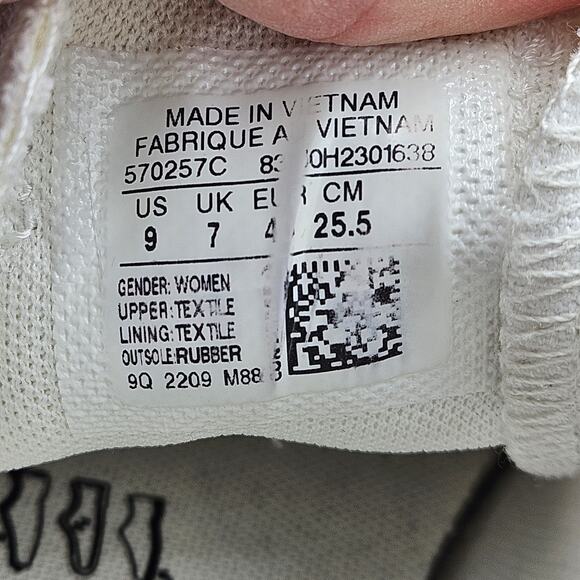 MADE IN VIETNAM
FABRIQUE A VIETNAM
570257C 0H2301638
US UK EUR CM
9 7 25.5
GENDER: WOMEN
UPPER: TEXTILE
LINING: TEXTILE
OUTSOLE: RUBBER
9Q 2209